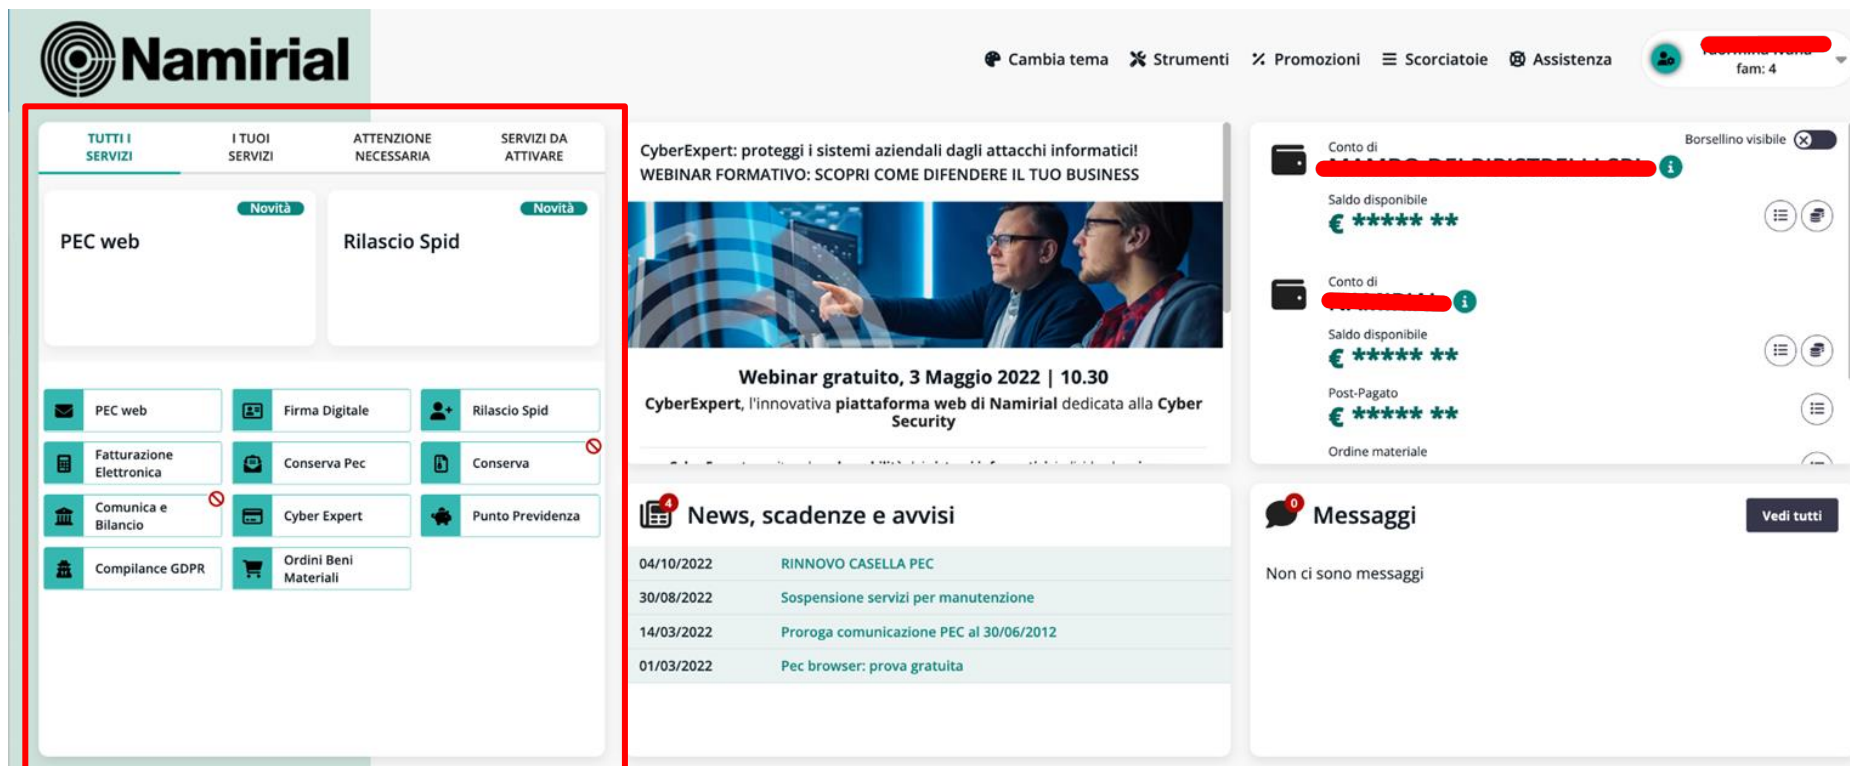 Namirial
Cambia tema
Strumenti
Promozioni
Scorciatoie
Assistenza
fam: 4
TUTTI I
SERVIZI
I TUOI
SERVIZI
ATTENZIONE
NECESSARIA
SERVIZI DA
ATTIVARE
Novità
PEC web
Novità
Rilascio Spid
PEC web
Firma Digitale
Rilascio Spid
Fatturazione
Elettronica
Conserva Pec
Conserva
Comunica e
Bilancio
Cyber Expert
Punto Previdenza
Compilance GDPR
Ordini Beni
Materiali
CyberExpert: proteggi i sistemi aziendali dagli attacchi informatici!
WEBINAR FORMATIVO: SCOPRI COME DIFENDERE IL TUO BUSINESS
Webinar gratuito, 3 Maggio 2022 | 10.30
CyberExpert, l'innovativa piattaforma web di Namirial dedicata alla Cyber
Security
Borsellino visibile
Conto di
Saldo disponibile
€ ***** **
Conto di
Saldo disponibile
€ ***** **
Post-Pagato
€ ***** **
Ordine materiale
4
News, scadenze e avvisi
04/10/2022 RINNOVO CASELLA PEC
30/08/2022 Sospensione servizi per manutenzione
14/03/2022 Proroga comunicazione PEC al 30/06/2012
01/03/2022 Pec browser: prova gratuita
0
Messaggi
Vedi tutti
Non ci sono messaggi